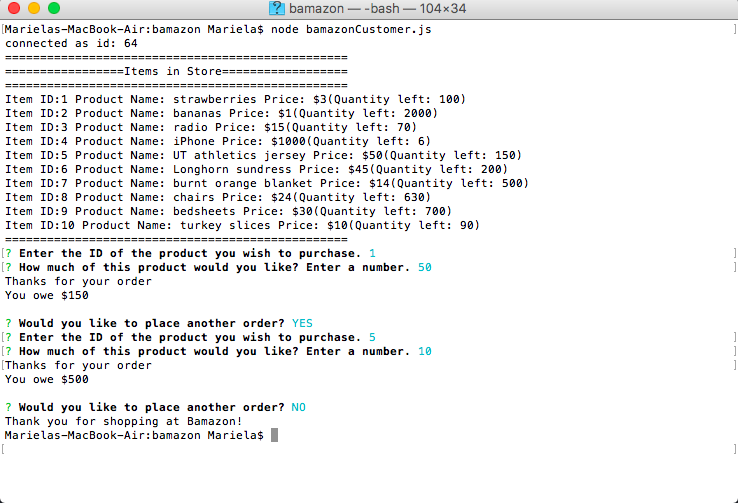 bamazon — -bash — 104×34
[Marielas-MacBook-Air:bamazon Mariela$ node bamazonCustomer.js ]
connected as id: 64
=================================================
=================Items in Store==================
=================================================
Item ID:1 Product Name: strawberries Price: $3(Quantity left: 100)
Item ID:2 Product Name: bananas Price: $1(Quantity left: 2000)
Item ID:3 Product Name: radio Price: $15(Quantity left: 70)
Item ID:4 Product Name: iPhone Price: $1000(Quantity left: 6)
Item ID:5 Product Name: UT athletics jersey Price: $50(Quantity left: 150)
Item ID:6 Product Name: Longhorn sundress Price: $45(Quantity left: 200)
Item ID:7 Product Name: burnt orange blanket Price: $14(Quantity left: 500)
Item ID:8 Product Name: chairs Price: $24(Quantity left: 630)
Item ID:9 Product Name: bedsheets Price: $30(Quantity left: 700)
Item ID:10 Product Name: turkey slices Price: $10(Quantity left: 90)
=================================================
[? Enter the ID of the product you wish to purchase. 1 ]
[? How much of this product would you like? Enter a number. 50 ]
Thanks for your order
You owe $150
? Would you like to place another order? YES
[? Enter the ID of the product you wish to purchase. 5 ]
[? How much of this product would you like? Enter a number. 10 ]
[Thanks for your order ]
You owe $500
? Would you like to place another order? NO
Thank you for shopping at Bamazon!
Marielas-MacBook-Air:bamazon Mariela$
[ ]